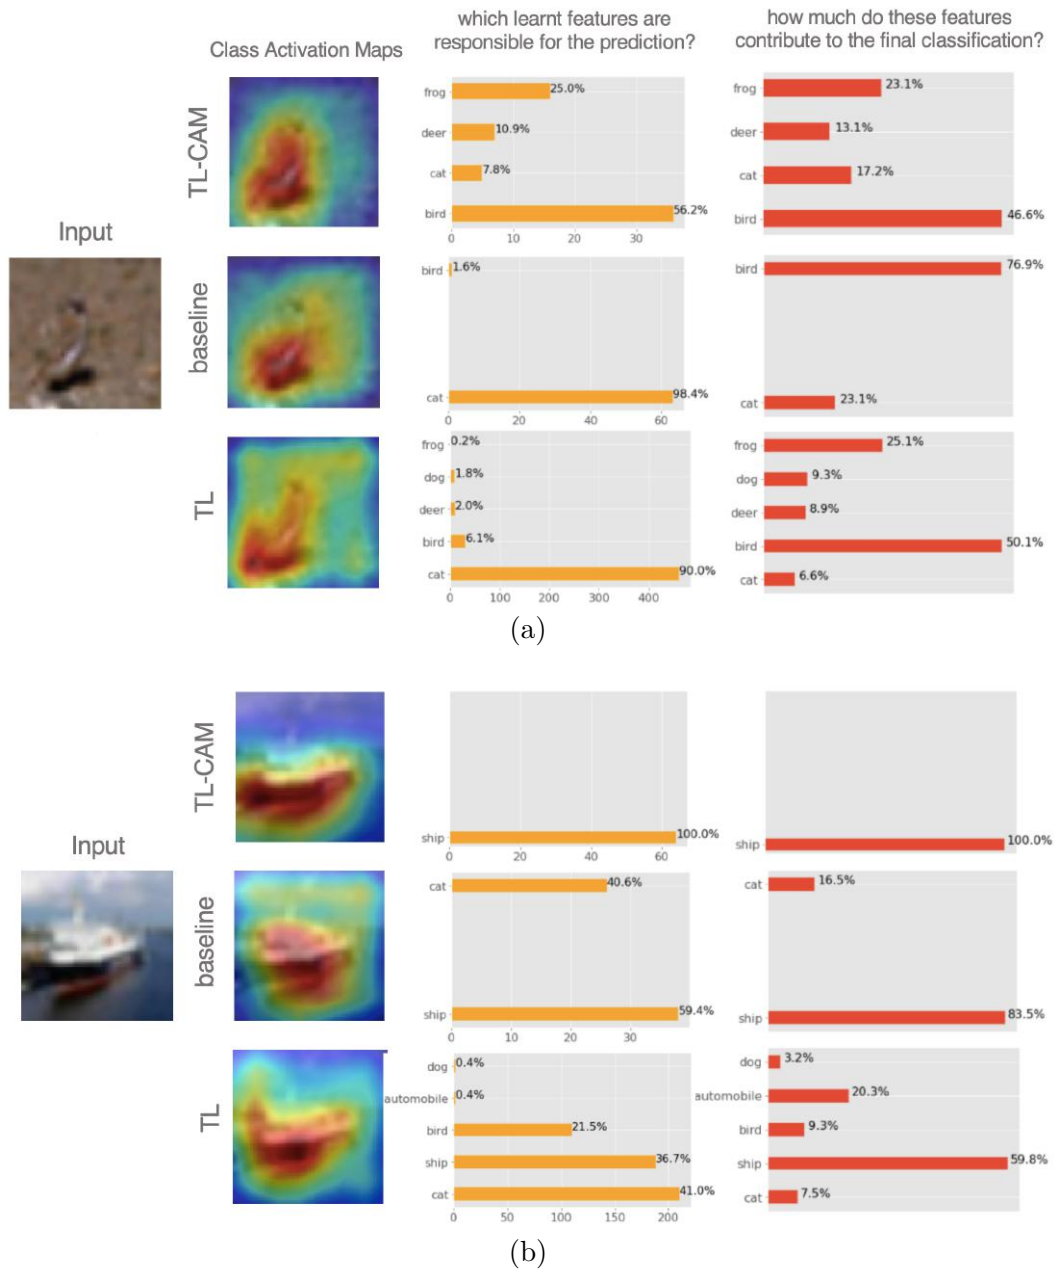 which learnt features are
responsible for the prediction?
how much do these features
contribute to the final classification?
Class Activation Maps
Input
TL-CAM
frog 25.0%
deer 10.9%
cat 7.8%
bird 56.2%
0 10 20 30
frog 23.1%
deer 13.1%
cat 17.2%
bird 46.6%
baseline
bird 1.6%
cat 98.4%
0 20 40 60
bird 76.9%
cat 23.1%
TL
frog 0.2%
dog 1.8%
deer 2.0%
bird 6.1%
cat 90.0%
0 100 200 300 400
frog 25.1%
dog 9.3%
deer 8.9%
bird 50.1%
cat 6.6%
(a)
Input
TL-CAM
ship 100.0%
0 20 40 60
ship 100.0%
baseline
cat 40.6%
ship 59.4%
0 10 20 30
cat 16.5%
ship 83.5%
TL
dog 0.4%
automobile 0.4%
bird 21.5%
ship 36.7%
cat 41.0%
0 50 100 150 200
dog 3.2%
automobile 20.3%
bird 9.3%
ship 59.8%
cat 7.5%
(b)